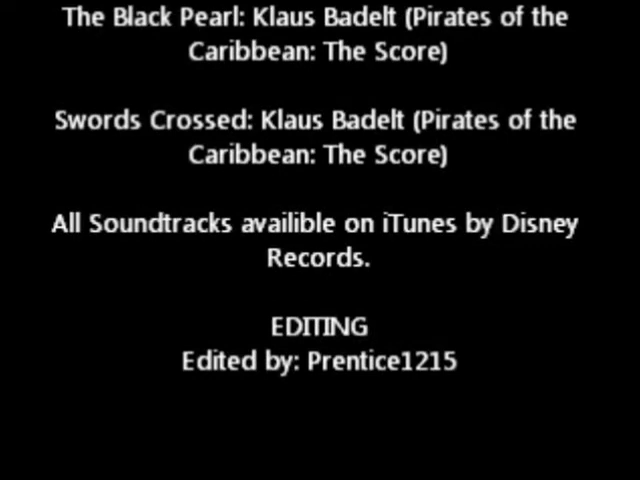 The Black Pearl: Klaus Badelt (Pirates of the
Caribbean: The Score)
Swords Crossed: Klaus Badelt (Pirates of the
Caribbean: The Score)
All Soundtracks availible on iTunes by Disney
Records.
EDITING
Edited by: Prentice1215